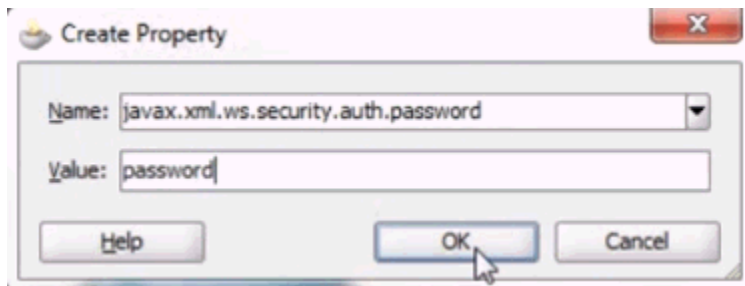 Create Property
Name: javax.xml.ws.security.auth.password
Value: password
Help OK Cancel